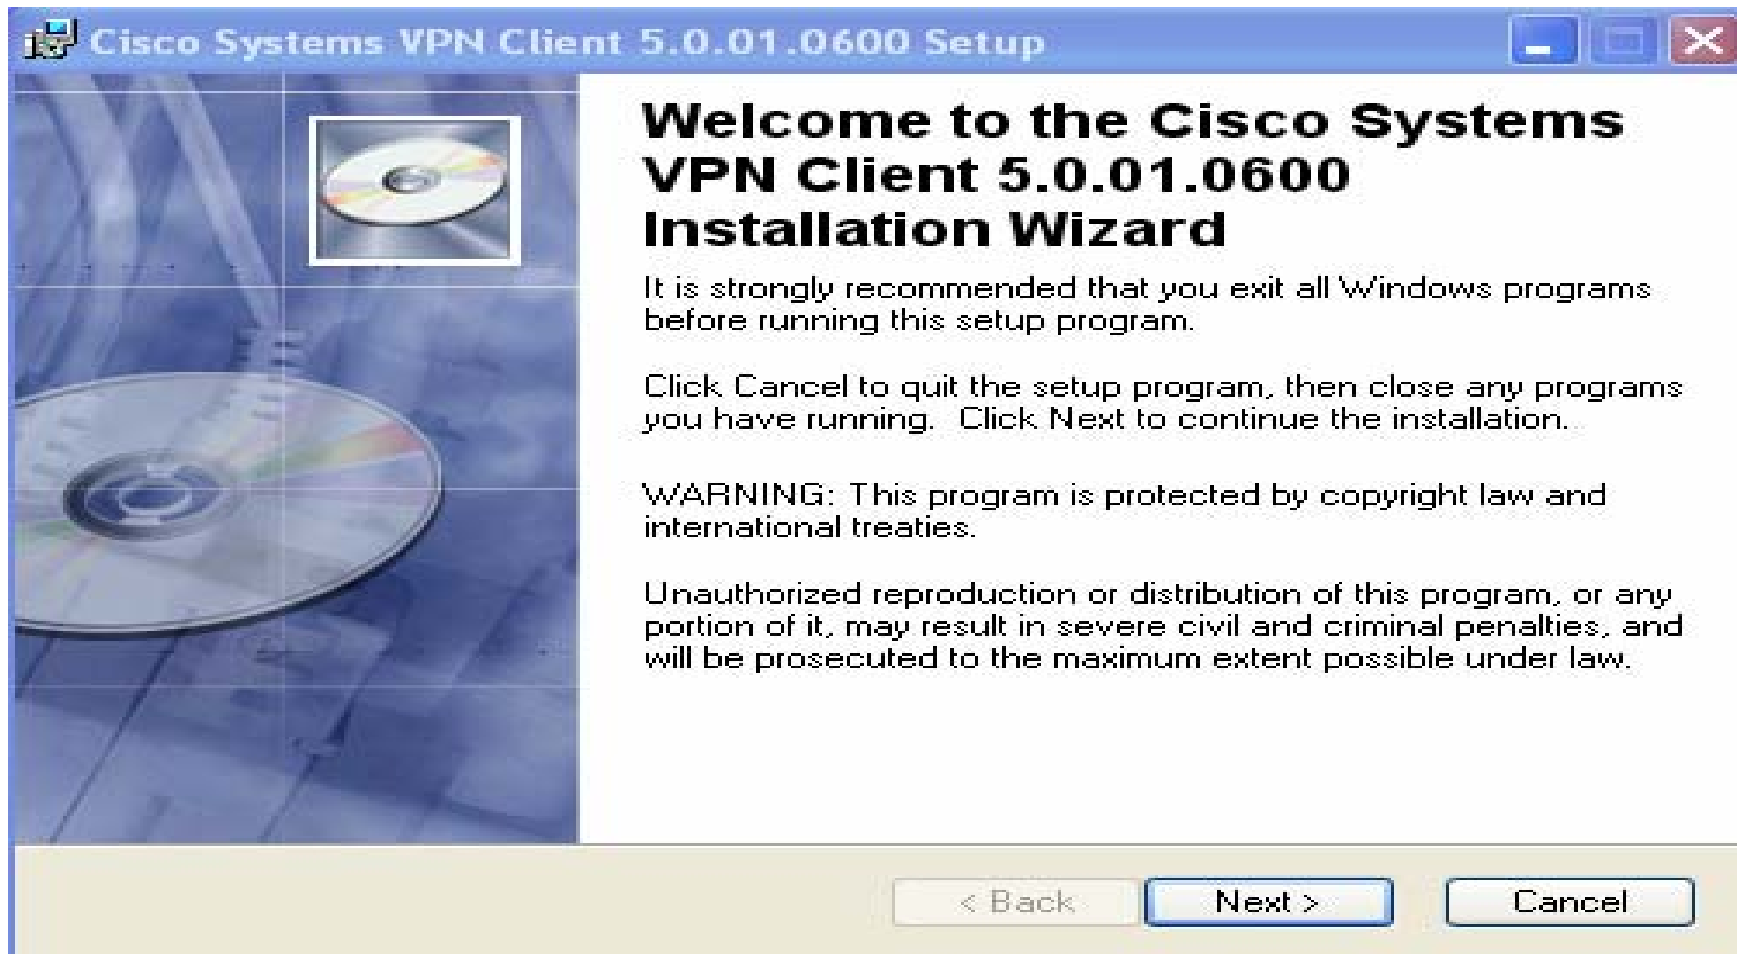 Cisco Systems VPN Client 5.0.01.0600 Setup
Welcome to the Cisco Systems
VPN Client 5.0.01.0600
Installation Wizard
It is strongly recommended that you exit all Windows programs
before running this setup program.
Click Cancel to quit the setup program, then close any programs
you have running.  Click Next to continue the installation.
WARNING: This program is protected by copyright law and
international treaties.
Unauthorized reproduction or distribution of this program, or any
portion of it, may result in severe civil and criminal penalties, and
will be prosecuted to the maximum extent possible under law.
< Back
Next >
Cancel